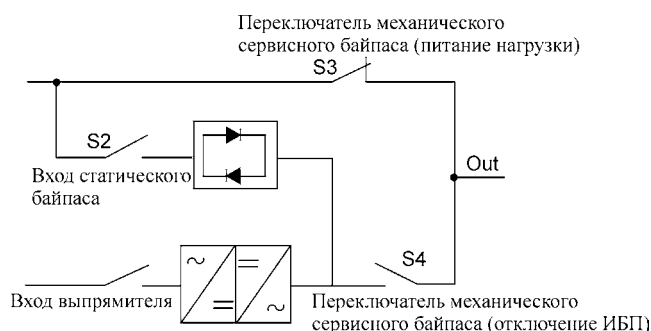 Переключатель механического
сервисного байпаса (питание нагрузки)
S3
S2
Вход статического
байпаса
Out
S4
Вход выпрямителя
Переключатель механического
сервисного байпаса (отключение ИБП)